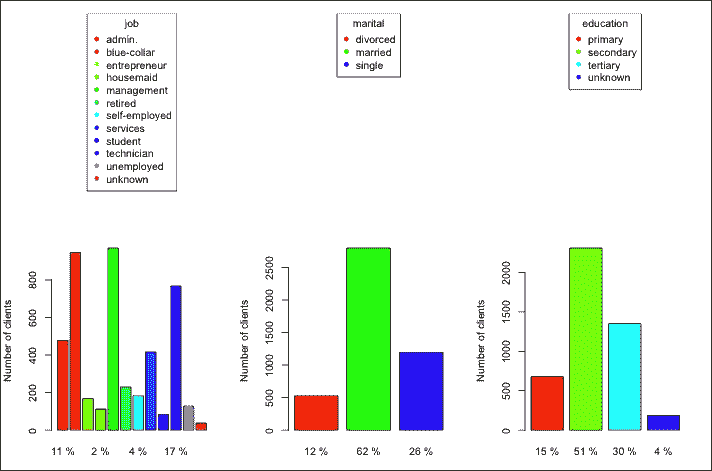 job
admin.
blue-collar
entrepreneur
housemaid
management
retired
self-employed
services
student
technician
unemployed
unknown
marital
divorced
married
single
education
primary
secondary
tertiary
unknown
Number of clients
0
200
400
600
800
11 %
2 %
4 %
17 %
Number of clients
0
500
1000
1500
2000
2500
12 %
62 %
26 %
Number of clients
0
500
1000
1500
2000
15 %
51 %
30 %
4 %